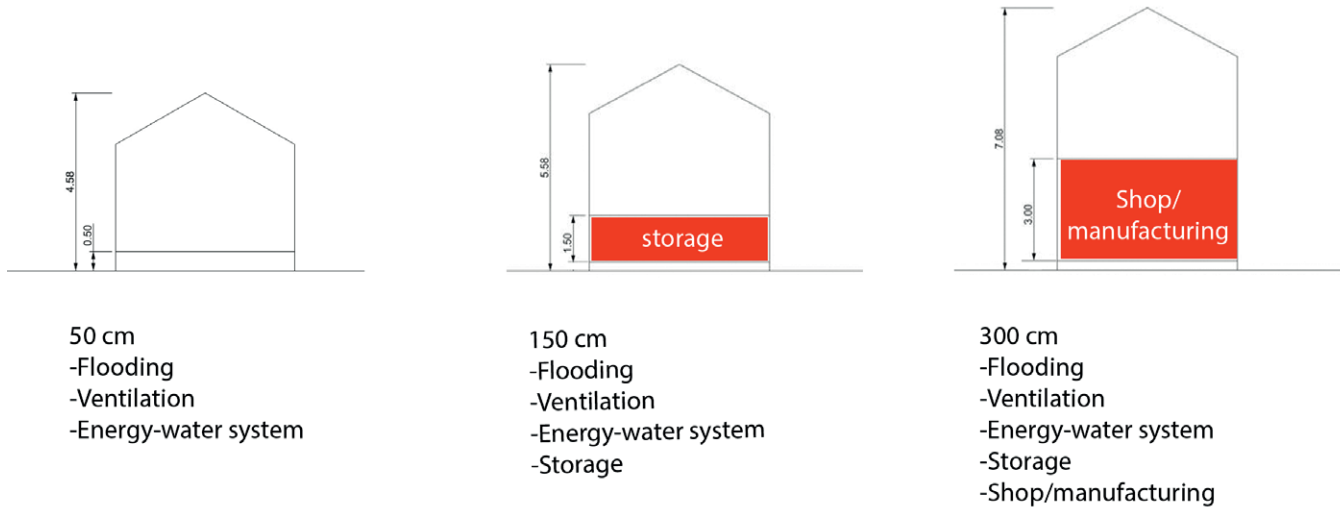 4.58
0.50
50 cm
-Flooding
-Ventilation
-Energy-water system
5.58
1.50
storage
150 cm
-Flooding
-Ventilation
-Energy-water system
-Storage
7.08
3.00
Shop/
manufacturing
300 cm
-Flooding
-Ventilation
-Energy-water system
-Storage
-Shop/manufacturing